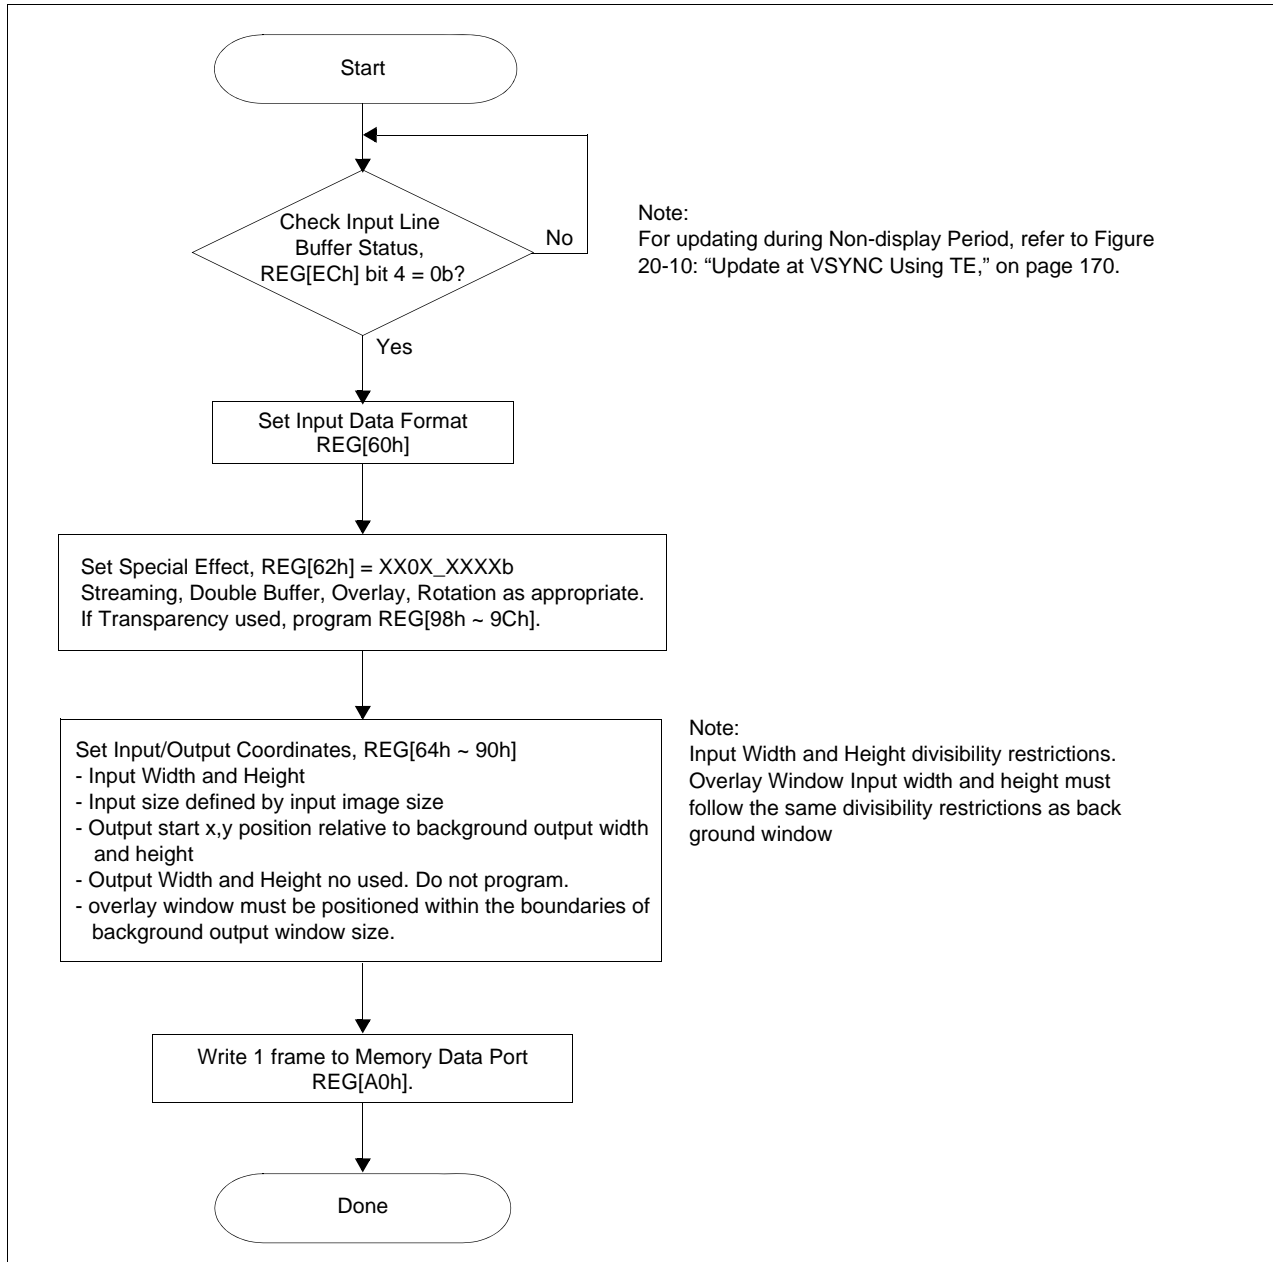 Start
Check Input Line
Buffer Status,
REG[ECh] bit 4 = 0b?
No
Note:
For updating during Non-display Period, refer to Figure
20-10: “Update at VSYNC Using TE,” on page 170.
Yes
Set Input Data Format
REG[60h]
Set Special Effect, REG[62h] = XX0X_XXXXb
Streaming, Double Buffer, Overlay, Rotation as appropriate.
If Transparency used, program REG[98h ~ 9Ch].
Set Input/Output Coordinates, REG[64h ~ 90h]
- Input Width and Height
- Input size defined by input image size
- Output start x,y position relative to background output width
and height
- Output Width and Height no used. Do not program.
- overlay window must be positioned within the boundaries of
background output window size.
Note:
Input Width and Height divisibility restrictions.
Overlay Window Input width and height must
follow the same divisibility restrictions as back
ground window
Write 1 frame to Memory Data Port
REG[A0h].
Done